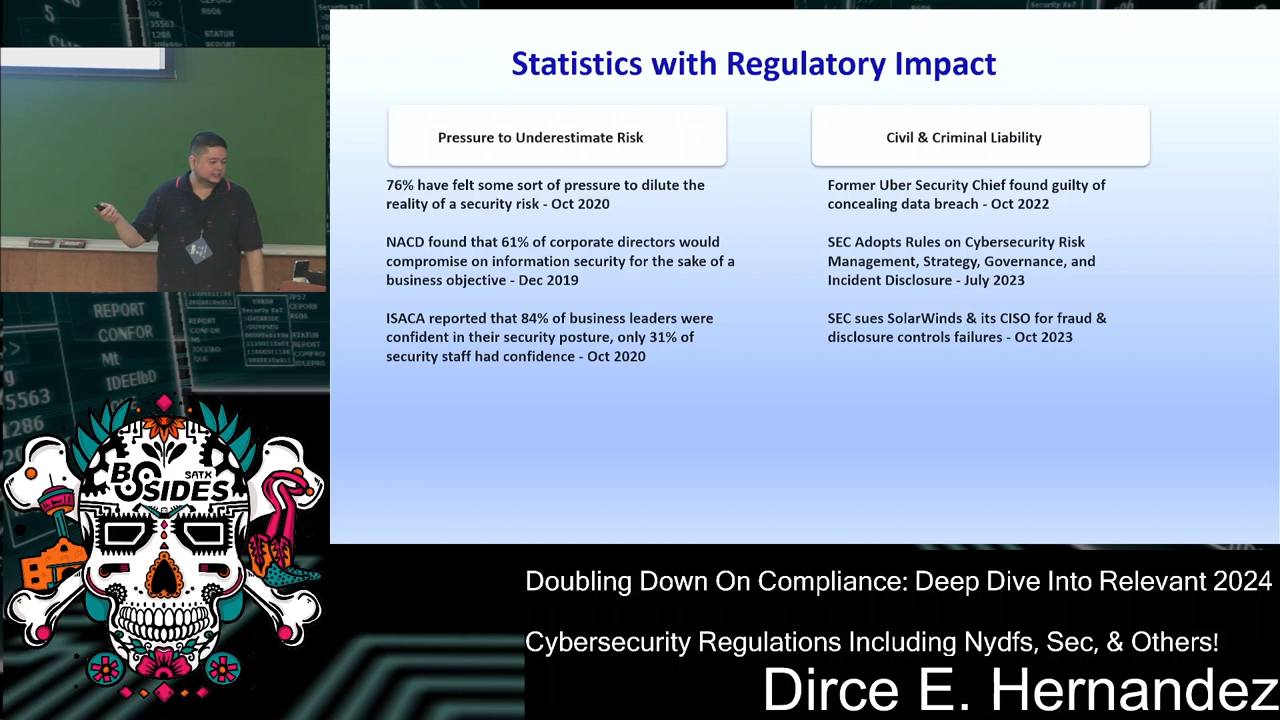 Statistics with Regulatory Impact
Pressure to Underestimate Risk
76% have felt some sort of pressure to dilute the
reality of a security risk - Oct 2020
NACD found that 61% of corporate directors would
compromise on information security for the sake of a
business objective - Dec 2019
ISACA reported that 84% of business leaders were
confident in their security posture, only 31% of
security staff had confidence - Oct 2020
Civil & Criminal Liability
Former Uber Security Chief found guilty of
concealing data breach - Oct 2022
SEC Adopts Rules on Cybersecurity Risk
Management, Strategy, Governance, and
Incident Disclosure - July 2023
SEC sues SolarWinds & its CISO for fraud &
disclosure controls failures - Oct 2023
REPORT
CONFOR
Mt
IDEEIbD
5563
1286
BSIDES
SATX
Doubling Down On Compliance: Deep Dive Into Relevant 2024
Cybersecurity Regulations Including Nydfs, Sec, & Others!
Dirce E. Hernandez